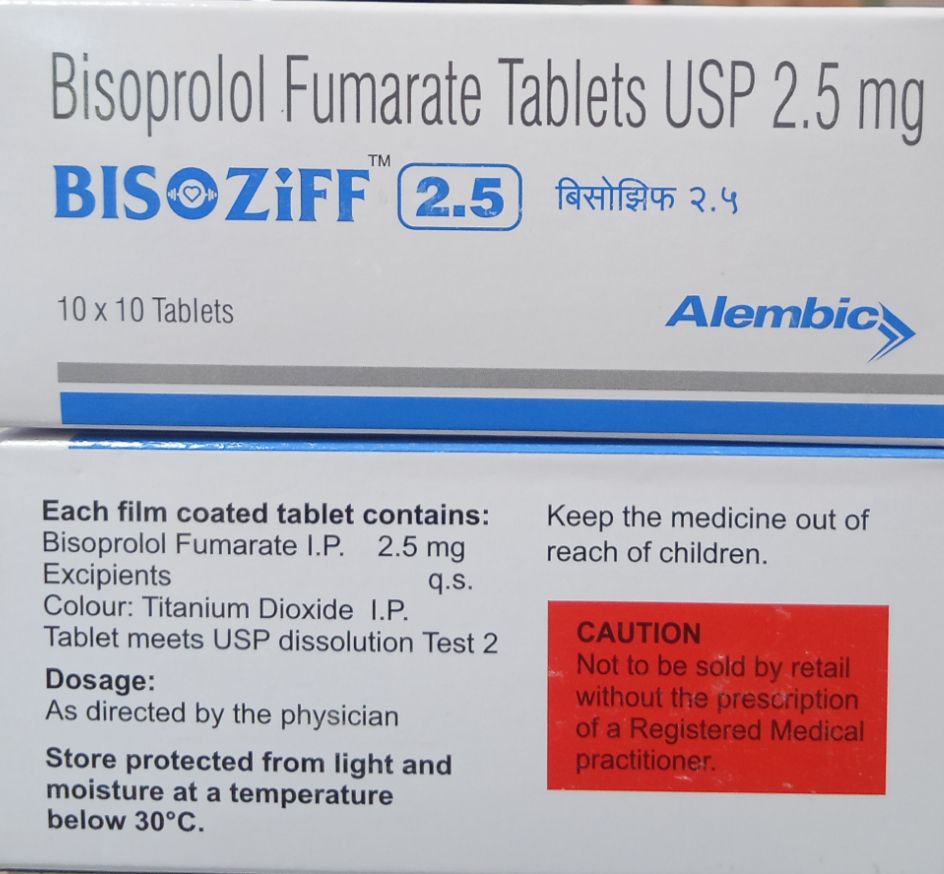 Bisoprolol Fumarate Tablets USP 2.5 mg
BISOZiFF™ 2.5 बिसोझिफ २.५
10 x 10 Tablets
Alembic
Each film coated tablet contains:
Bisoprolol Fumarate I.P. 2.5 mg
Excipients q.s.
Colour: Titanium Dioxide I.P.
Tablet meets USP dissolution Test 2
Dosage:
As directed by the physician
Store protected from light and
moisture at a temperature
below 30°C.
Keep the medicine out of
reach of children.
CAUTION
Not to be sold by retail
without the prescription
of a Registered Medical
practitioner.